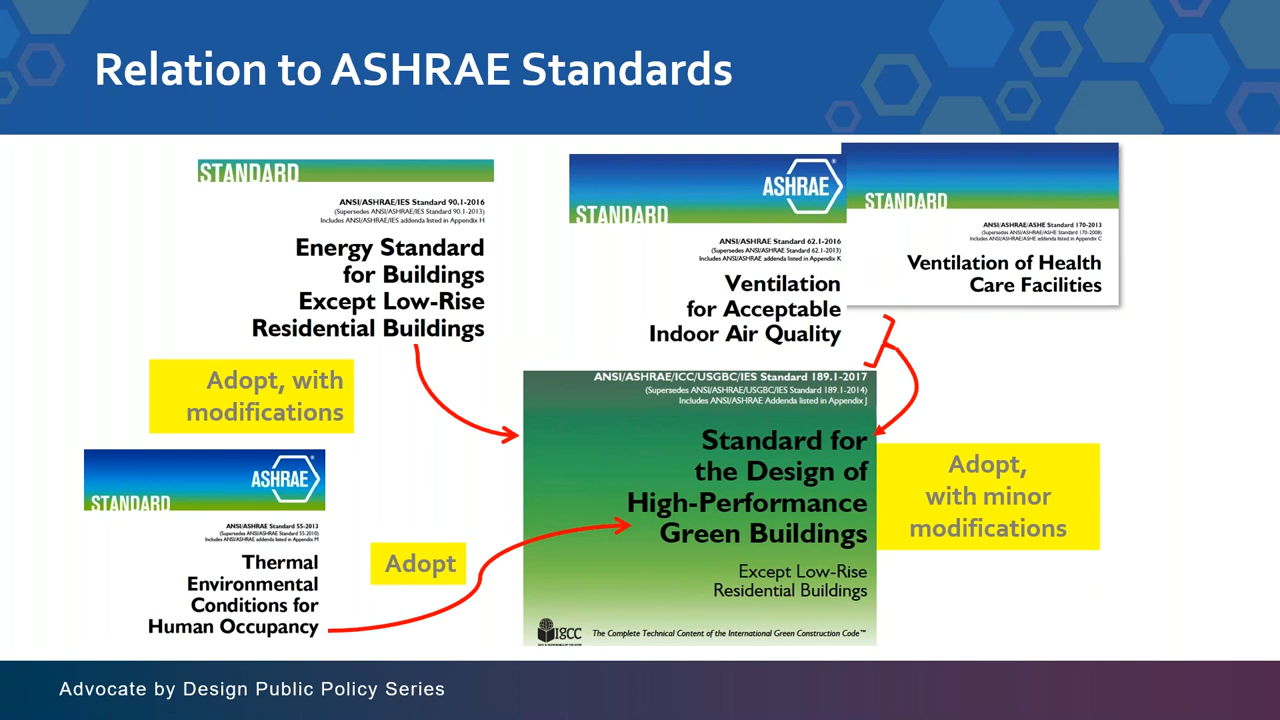 Relation to ASHRAE Standards
STANDARD
ANSI/ASHRAE/IES Standard 90.1-2016
(Supersedes ANSI/ASHRAE/IES Standard 90.1-2013)
Includes ANSI/ASHRAE/IES addenda listed in Appendix H
Energy Standard
for Buildings
Except Low-Rise
Residential Buildings
ASHRAE
STANDARD
ANSI/ASHRAE Standard 62.1-2016
(Supersedes ANSI/ASHRAE Standard 62.1-2013)
Includes ANSI/ASHRAE addenda listed in Appendix K
Ventilation
for Acceptable
Indoor Air Quality
STANDARD
ANSI/ASHRAE/ASHE Standard 170-2013
(Supersedes ANSI/ASHRAE/ASHE Standard 170-2008)
Includes ANSI/ASHRAE/ASHE addenda listed in Appendix C
Ventilation of Health
Care Facilities
Adopt, with
modifications
ASHRAE
STANDARD
ANSI/ASHRAE Standard 55-2013
(Supersedes ANSI/ASHRAE Standard 55-2010)
Includes ANSI/ASHRAE addenda listed in Appendix M
Thermal
Environmental
Conditions for
Human Occupancy
Adopt
ANSI/ASHRAE/ICC/USGBC/IES Standard 189.1-2017
(Supersedes ANSI/ASHRAE/USGBC/IES Standard 189.1-2014)
Includes ANSI/ASHRAE Addenda listed in Appendix J
Standard for
the Design of
High-Performance
Green Buildings
Except Low-Rise
Residential Buildings
IGCC
The Complete Technical Content of the International Green Construction Code™
Adopt,
with minor
modifications
Advocate by Design Public Policy Series